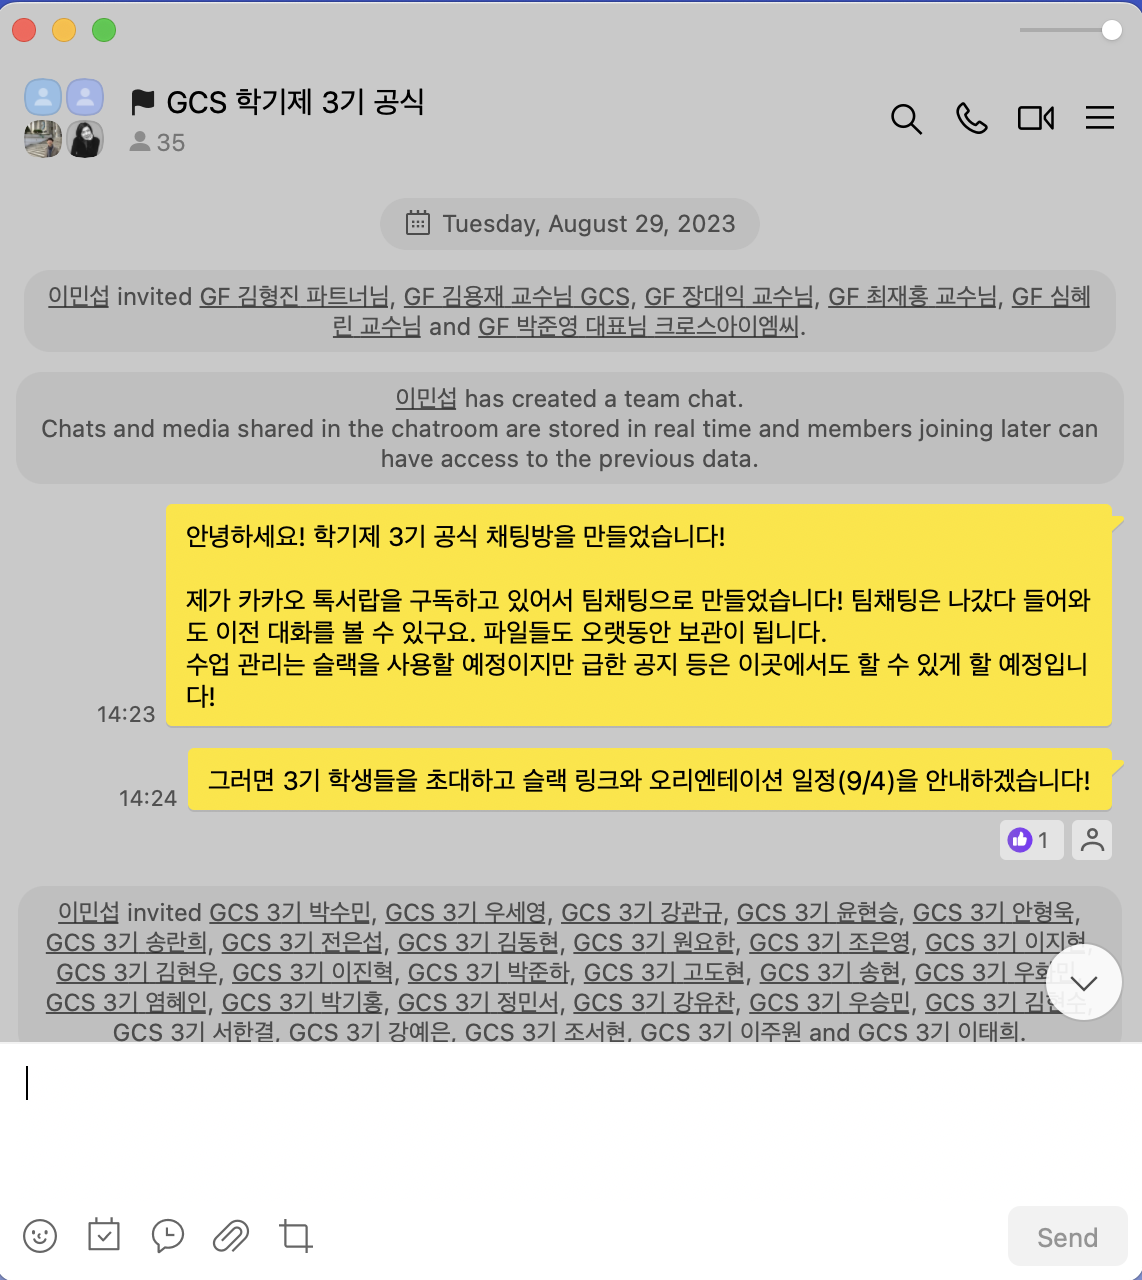 GCS 학기제 3기 공식
35
Tuesday, August 29, 2023
이민섭 invited GF 김형진 파트너님, GF 김용재 교수님 GCS, GF 장대익 교수님, GF 최재홍 교수님, GF 심혜
린 교수님 and GF 박준영 대표님 크로스아이엠씨.
이민섭 has created a team chat.
Chats and media shared in the chatroom are stored in real time and members joining later can
have access to the previous data.
안녕하세요! 학기제 3기 공식 채팅방을 만들었습니다!
제가 카카오 톡서랍을 구독하고 있어서 팀채팅으로 만들었습니다! 팀채팅은 나갔다 들어와
도 이전 대화를 볼 수 있구요. 파일들도 오랫동안 보관이 됩니다.
수업 관리는 슬랙을 사용할 예정이지만 급한 공지 등은 이곳에서도 할 수 있게 할 예정입니
다!
14:23
그러면 3기 학생들을 초대하고 슬랙 링크와 오리엔테이션 일정(9/4)을 안내하겠습니다!
14:24
1
이민섭 invited GCS 3기 박수민, GCS 3기 우세영, GCS 3기 강관규, GCS 3기 윤현승, GCS 3기 안형욱,
GCS 3기 송란희, GCS 3기 전은섭, GCS 3기 김동현, GCS 3기 원요한, GCS 3기 조은영, GCS 3기 이지현,
GCS 3기 김현우, GCS 3기 이진혁, GCS 3기 박준하, GCS 3기 고도현, GCS 3기 송현, GCS 3기
GCS 3기 염혜인, GCS 3기 박기홍, GCS 3기 정민서, GCS 3기 강유찬, GCS 3기 우승민, GCS 3기 김현수,
GCS 3기 서한결, GCS 3기 강예은, GCS 3기 조서현, GCS 3기 이주원 and GCS 3기 이태희.
Send